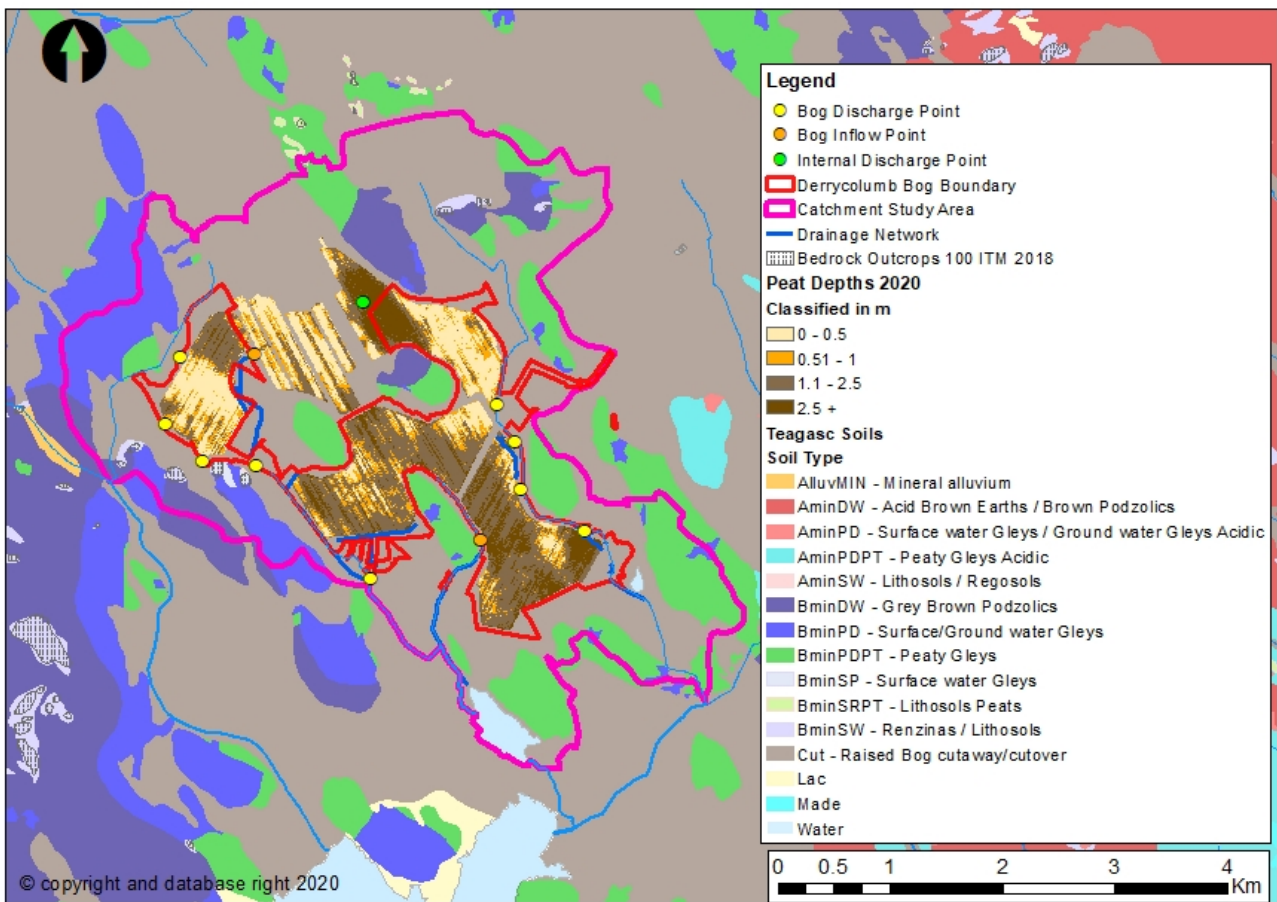 Legend
Bog Discharge Point
Bog Inflow Point
Internal Discharge Point
Derrycolumb Bog Boundary
Catchment Study Area
Drainage Network
Bedrock Outcrops 100 ITM 2018
Peat Depths 2020
Classified in m
0 - 0.5
0.51 - 1
1.1 - 2.5
2.5 +
Teagasc Soils
Soil Type
AlluvMIN - Mineral alluvium
AminDW - Acid Brown Earths / Brown Podzolics
AminPD - Surface water Gleys / Ground water Gleys Acidic
AminPDPT - Peaty Gleys Acidic
AminSW - Lithosols / Regosols
BminDW - Grey Brown Podzolics
BminPD - Surface/Ground water Gleys
BminPDPT - Peaty Gleys
BminSP - Surface water Gleys
BminSRPT - Lithosols Peats
BminSW - Renzinas / Lithosols
Cut - Raised Bog cutaway/cutover
Lac
Made
Water
0 0.5 1 2 3 4
Km
© copyright and database right 2020